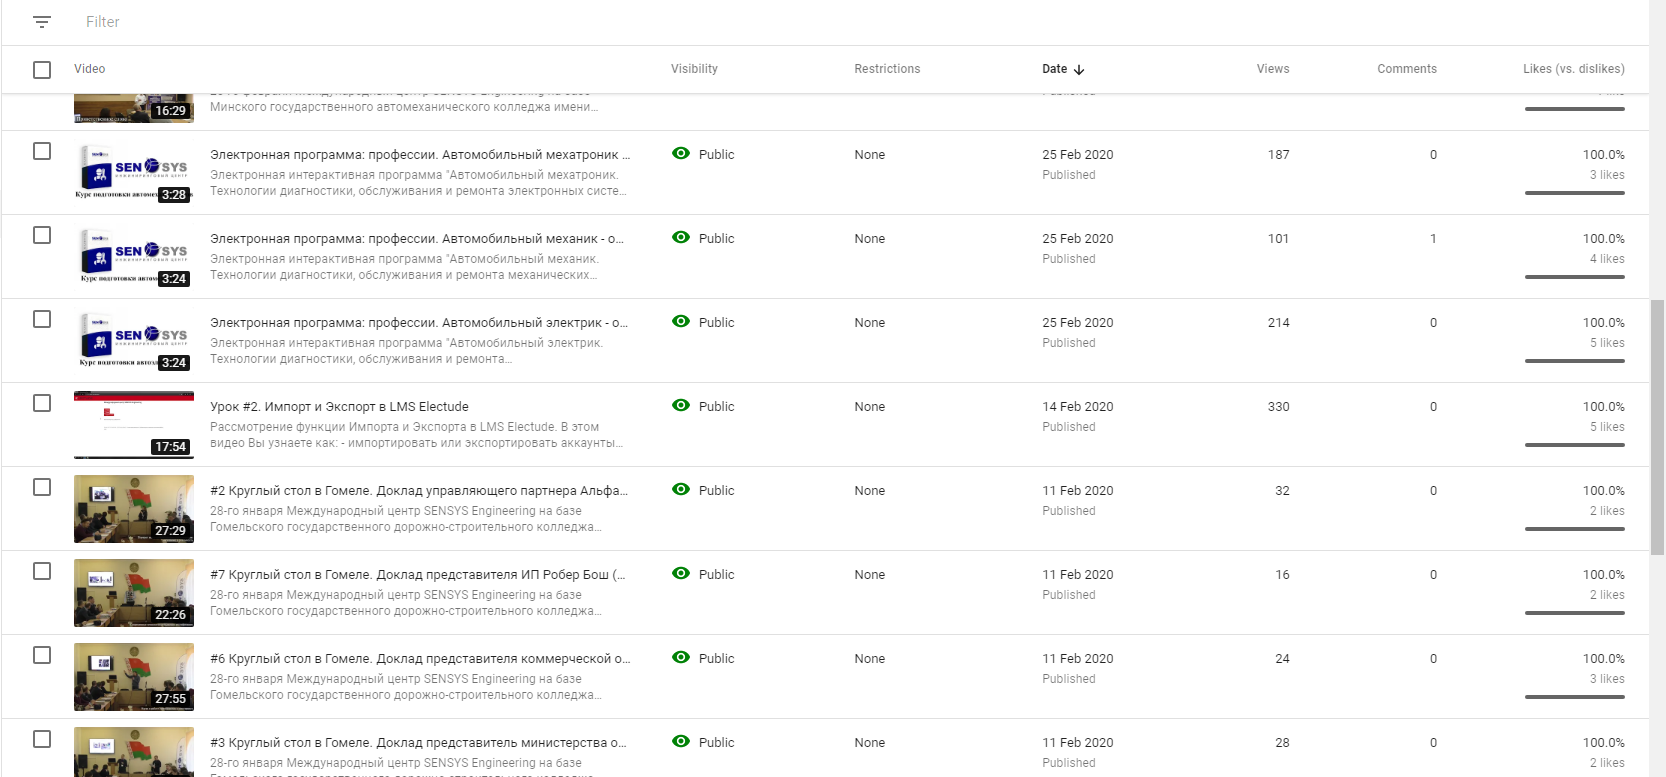 Filter
Video Visibility Restrictions Date Views Comments Likes (vs. dislikes)
16:29
Минского государственного автомеханического колледжа имени...
Published
SENSYS
ИНЖИНИРИНГОВЫЙ ЦЕНТР
3:28
Электронная программа: профессии. Автомобильный мехатроник ... Public None 25 Feb 2020 187 0 100.0%
Электронная интерактивная программа "Автомобильный мехатроник. Published 3 likes
Технологии диагностики, обслуживания и ремонта электронных систе...
SENSYS
ИНЖИНИРИНГОВЫЙ ЦЕНТР
3:24
Электронная программа: профессии. Автомобильный механик - о... Public None 25 Feb 2020 101 1 100.0%
Электронная интерактивная программа "Автомобильный механик. Published 4 likes
Технологии диагностики, обслуживания и ремонта механических...
SENSYS
ИНЖИНИРИНГОВЫЙ ЦЕНТР
3:24
Электронная программа: профессии. Автомобильный электрик - о... Public None 25 Feb 2020 214 0 100.0%
Электронная интерактивная программа "Автомобильный электрик. Published 5 likes
Технологии диагностики, обслуживания и ремонта...
17:54
Урок #2. Импорт и Экспорт в LMS Electude Public None 14 Feb 2020 330 0 100.0%
Рассмотрение функции Импорта и Экспорта в LMS Electude. В этом Published 5 likes
видео Вы узнаете как: - импортировать или экспортировать аккаунты...
27:29
#2 Круглый стол в Гомеле. Доклад управляющего партнера Альфа... Public None 11 Feb 2020 32 0 100.0%
28-го января Международный центр SENSYS Engineering на базе Published 2 likes
Гомельского государственного дорожно-строительного колледжа...
22:26
#7 Круглый стол в Гомеле. Доклад представителя ИП Робер Бош (... Public None 11 Feb 2020 16 0 100.0%
28-го января Международный центр SENSYS Engineering на базе Published 2 likes
Гомельского государственного дорожно-строительного колледжа...
27:55
#6 Круглый стол в Гомеле. Доклад представителя коммерческой о... Public None 11 Feb 2020 24 0 100.0%
28-го января Международный центр SENSYS Engineering на базе Published 3 likes
Гомельского государственного дорожно-строительного колледжа...
#3 Круглый стол в Гомеле. Доклад представитель министерства о... Public None 11 Feb 2020 28 0 100.0%
28-го января Международный центр SENSYS Engineering на базе Published 2 likes